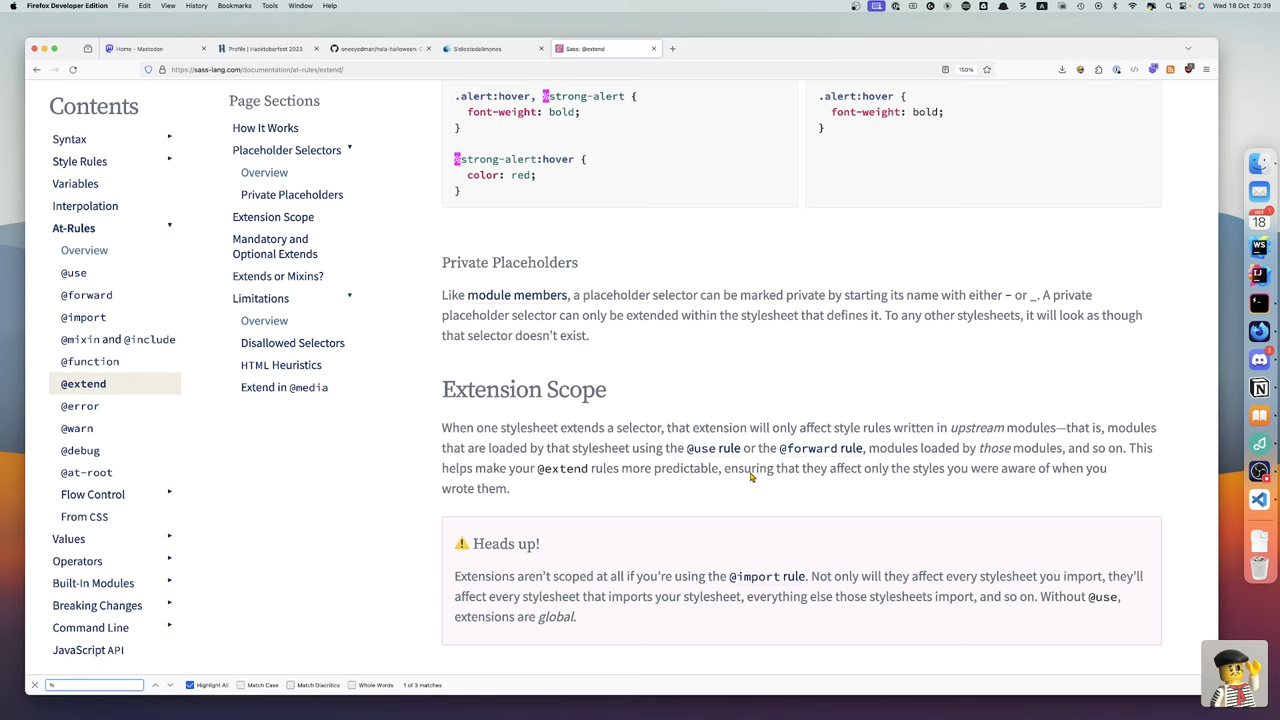 Firefox Developer Edition File Edit View History Bookmarks Tools Window Help Wed 18 Oct 20:39
Home - Mastodon
Profile | Hacktoberfest 2023
oneeyedman/hola-halloween: D
Sidiostedalimones
Sass: @extend
https://sass-lang.com/documentation/at-rules/extend/
150%
Contents
Syntax
Style Rules
Variables
Interpolation
At-Rules
Overview
@use
@forward
@import
@mixin and @include
@function
@extend
@error
@warn
@debug
@at-root
Flow Control
From CSS
Values
Operators
Built-In Modules
Breaking Changes
Command Line
JavaScript API
Page Sections
How It Works
Placeholder Selectors
Overview
Private Placeholders
Extension Scope
Mandatory and
Optional Extends
Extends or Mixins?
Limitations
Overview
Disallowed Selectors
HTML Heuristics
Extend in @media
.alert:hover, %strong-alert {
font-weight: bold;
}
%strong-alert:hover {
color: red;
}
.alert:hover {
font-weight: bold;
}
Private Placeholders
Like module members, a placeholder selector can be marked private by starting its name with either - or _. A private
placeholder selector can only be extended within the stylesheet that defines it. To any other stylesheets, it will look as though
that selector doesn't exist.
Extension Scope
When one stylesheet extends a selector, that extension will only affect style rules written in upstream modules—that is, modules
that are loaded by that stylesheet using the @use rule or the @forward rule, modules loaded by those modules, and so on. This
helps make your @extend rules more predictable, ensuring that they affect only the styles you were aware of when you
wrote them.
Heads up!
Extensions aren't scoped at all if you're using the @import rule. Not only will they affect every stylesheet you import, they'll
affect every stylesheet that imports your stylesheet, everything else those stylesheets import, and so on. Without @use,
extensions are global.
% Highlight All Match Case Match Diacritics Whole Words 1 of 3 matches
OCT
18
WS
IJ
3